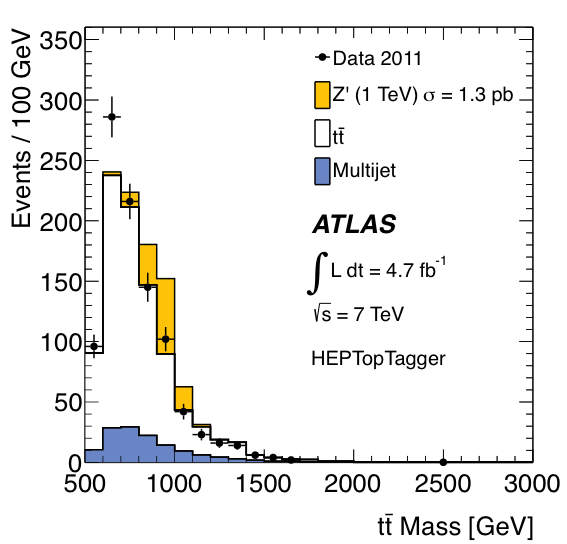 350
300
250
200
150
100
50
0
Events / 100 GeV
Data 2011
Z' (1 TeV) σ = 1.3 pb
tt̄
Multijet
ATLAS
∫ L dt = 4.7 fb⁻¹
√s = 7 TeV
HEPTopTagger
500 1000 1500 2000 2500 3000
tt̄ Mass [GeV]